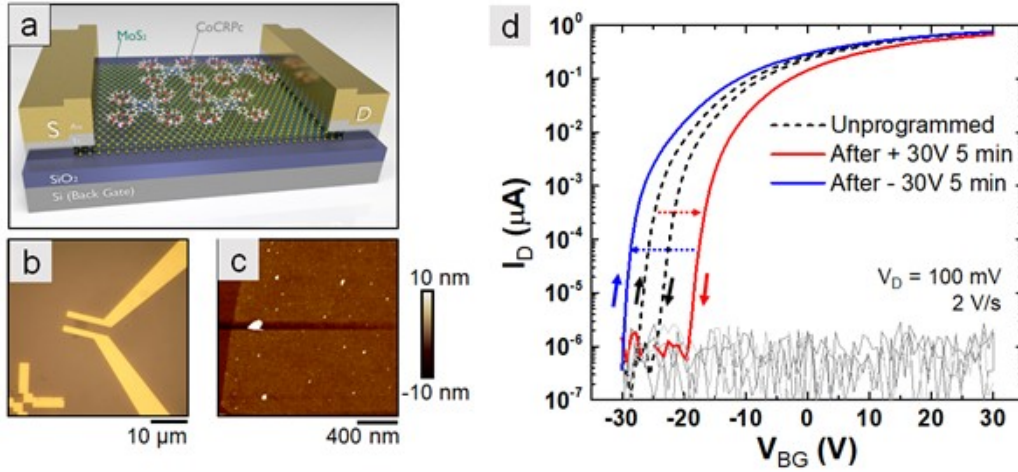 a
MoS₂
CoCRPc
S
Au
D
SiO₂
Si (Back Gate)
b
10 µm
c
10 nm
-10 nm
400 nm
d
I_D (µA)
10⁰
10⁻¹
10⁻²
10⁻³
10⁻⁴
10⁻⁵
10⁻⁶
10⁻⁷
Unprogrammed
After + 30V 5 min
After - 30V 5 min
V_D = 100 mV
2 V/s
-30 -20 -10 0 10 20 30
V_BG (V)